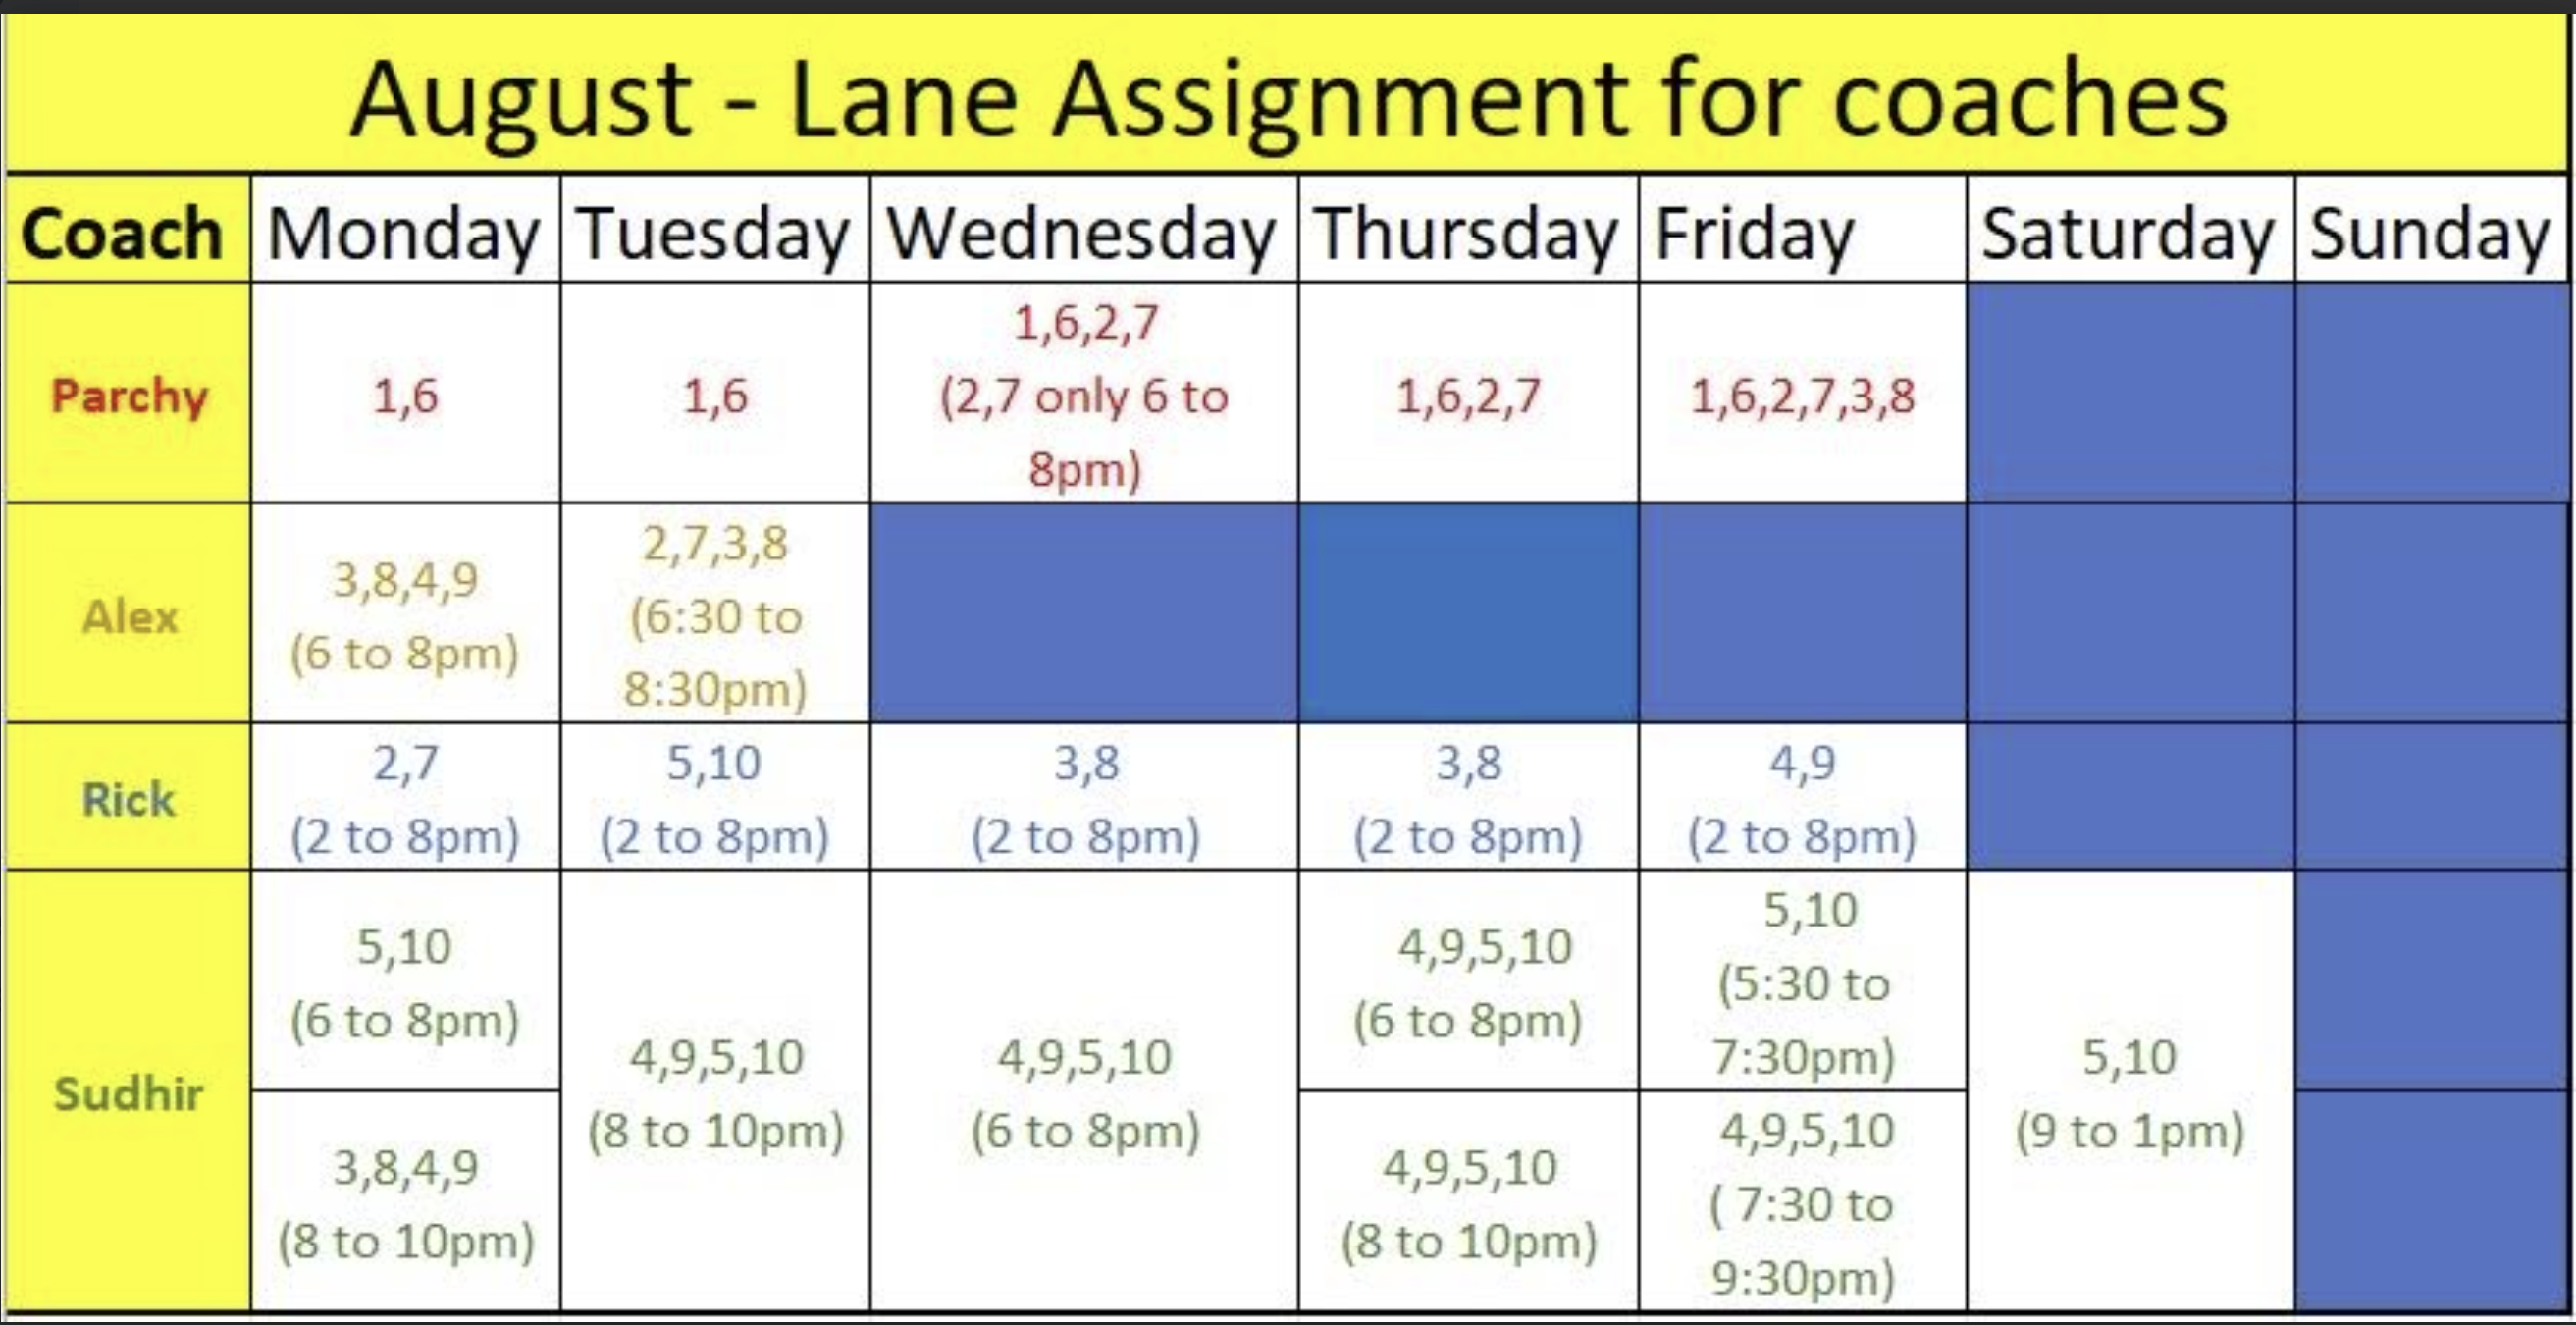 August - Lane Assignment for coaches
Coach Monday Tuesday Wednesday Thursday Friday Saturday Sunday
Parchy
1,6
1,6
1,6,2,7
(2,7 only 6 to
8pm)
1,6,2,7
1,6,2,7,3,8
Alex
3,8,4,9
(6 to 8pm)
2,7,3,8
(6:30 to
8:30pm)
Rick
2,7
(2 to 8pm)
5,10
(2 to 8pm)
3,8
(2 to 8pm)
3,8
(2 to 8pm)
4,9
(2 to 8pm)
Sudhir
5,10
(6 to 8pm)
3,8,4,9
(8 to 10pm)
4,9,5,10
(8 to 10pm)
4,9,5,10
(6 to 8pm)
4,9,5,10
(6 to 8pm)
4,9,5,10
(8 to 10pm)
5,10
(5:30 to
7:30pm)
4,9,5,10
( 7:30 to
9:30pm)
5,10
(9 to 1pm)